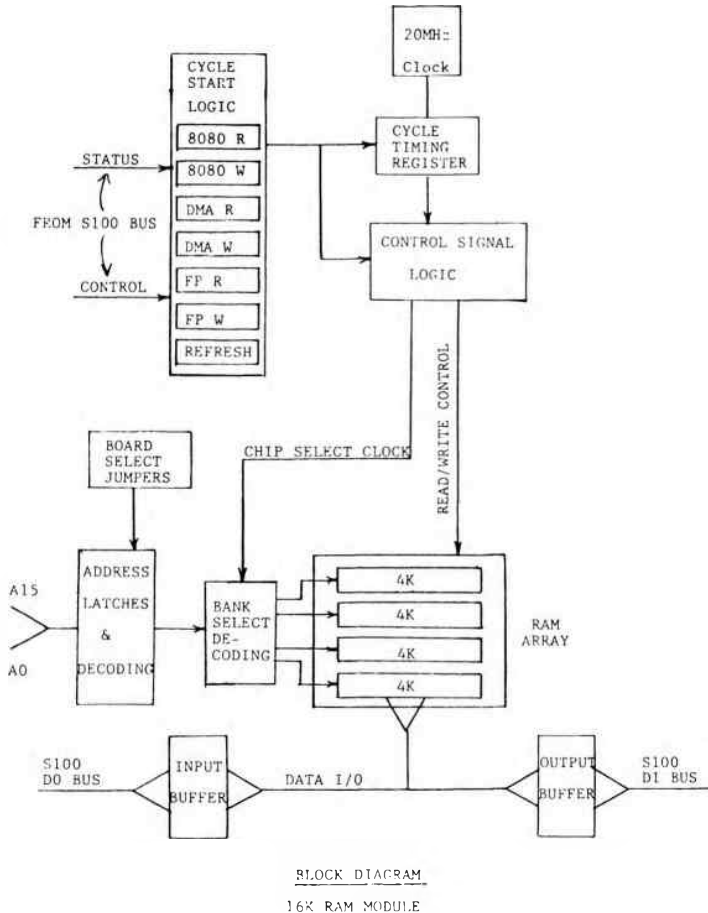 20MHz
Clock
CYCLE
START
LOGIC
8080 R
8080 W
DMA R
DMA W
FP R
FP W
REFRESH
STATUS
FROM S100 BUS
CONTROL
CYCLE
TIMING
REGISTER
CONTROL SIGNAL
LOGIC
BOARD
SELECT
JUMPERS
CHIP SELECT CLOCK
READ/WRITE CONTROL
A15
A0
ADDRESS
LATCHES
&
DECODING
BANK
SELECT
DE-
CODING
4K
4K
4K
4K
RAM
ARRAY
S100
D0 BUS
INPUT
BUFFER
DATA I/O
OUTPUT
BUFFER
S100
D1 BUS
BLOCK DIAGRAM
16K RAM MODULE